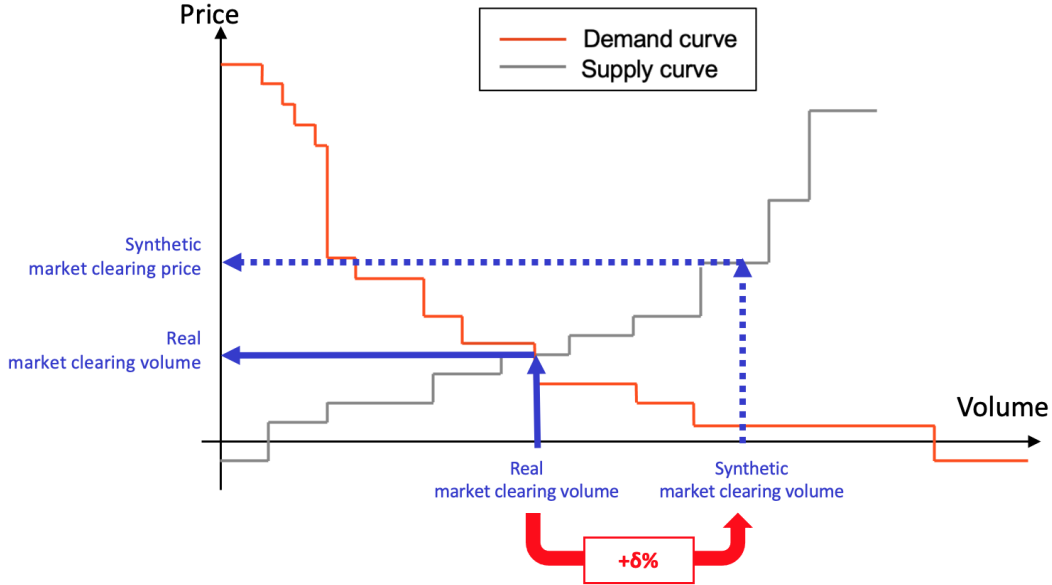 Price
Demand curve
Supply curve
Synthetic
market clearing price
Real
market clearing volume
Volume
Real
market clearing volume
Synthetic
market clearing volume
+δ%